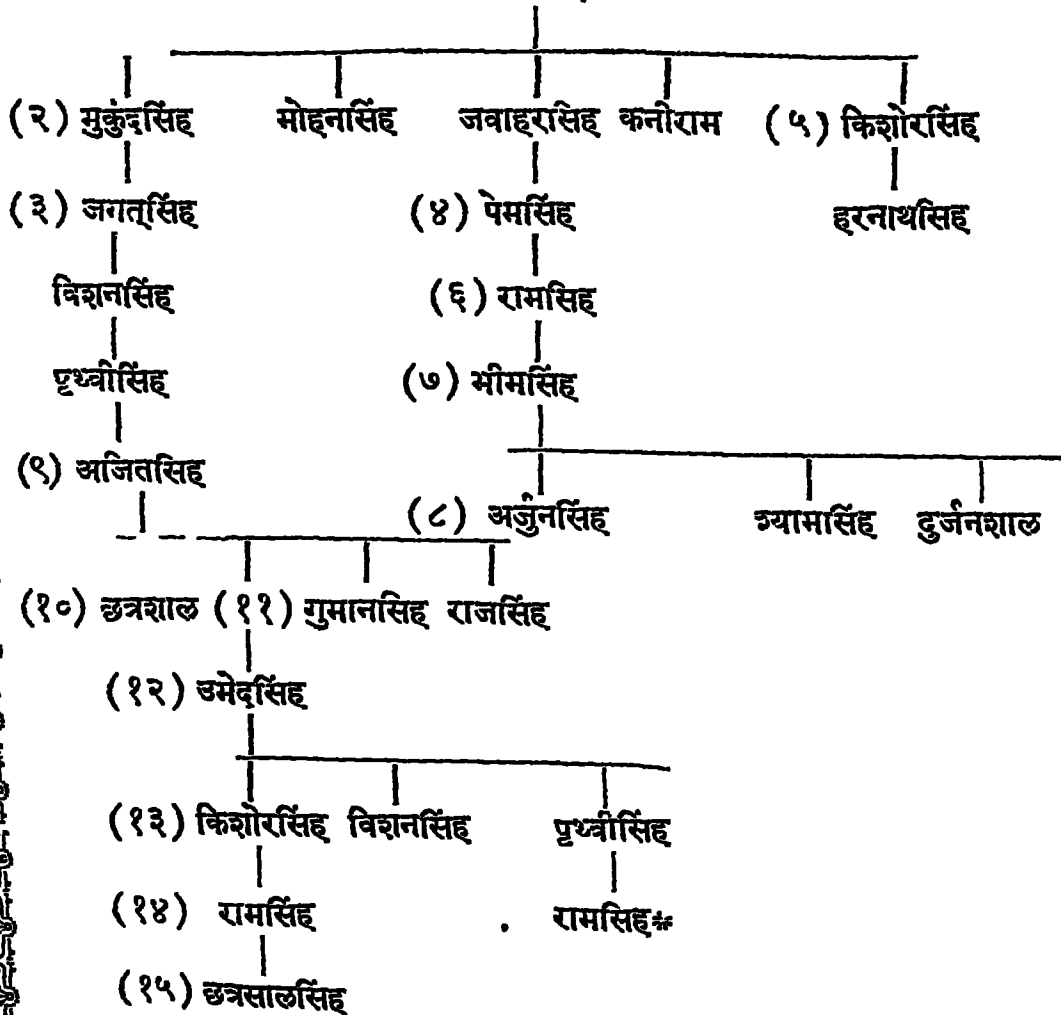 (२) मुकुंदसिंह मोहनसिंह जवाहरसिंह कनीराम (५) किशोरसिंह
(३) जगत्सिंह (४) पेमसिंह हरनाथसिंह
विशनसिंह (६) रामसिह
पृथ्वीसिंह (७) भीमसिंह
(९) अजितसिह
(८) अर्जुनसिंह श्यामसिंह दुर्जनशाल
(१०) छत्रशाल (११) गुमानसिह राजसिंह
(१२) उमेदसिंह
(१३) किशोरसिंह विशनसिंह पृथ्वीसिंह
(१४) रामसिंह रामसिह*
(१५) छत्रसालसिंह